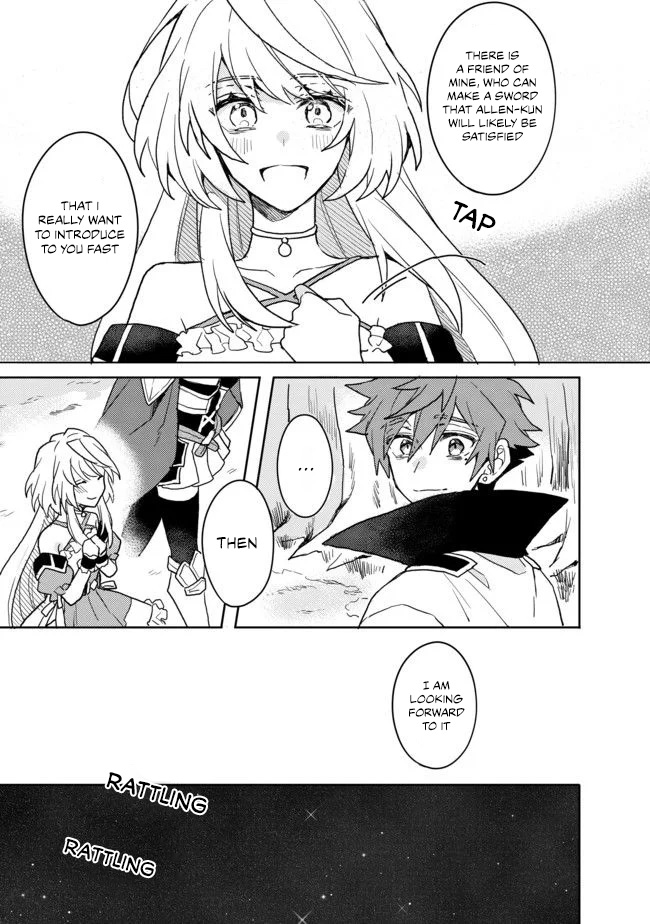 THERE IS
A FRIEND OF
MINE, WHO CAN
MAKE A SWORD
THAT ALLEN-KUN
WILL LIKELY BE
SATISFIED
TAP
THAT I
REALLY WANT
TO INTRODUCE
TO YOU FAST
...
THEN
I AM
LOOKING
FORWARD
TO IT
RATTLING
RATTLING